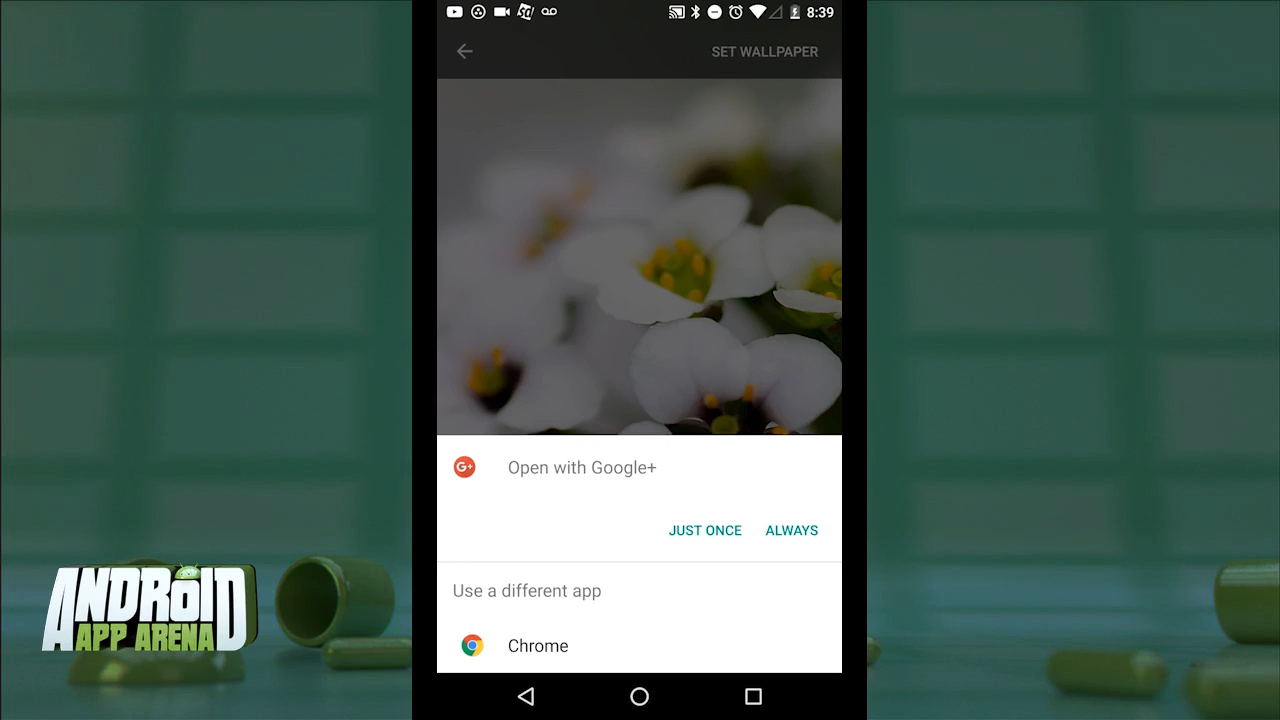 8:39
SET WALLPAPER
G+ Open with Google+
JUST ONCE ALWAYS
Use a different app
Chrome
ANDROID
APP ARENA